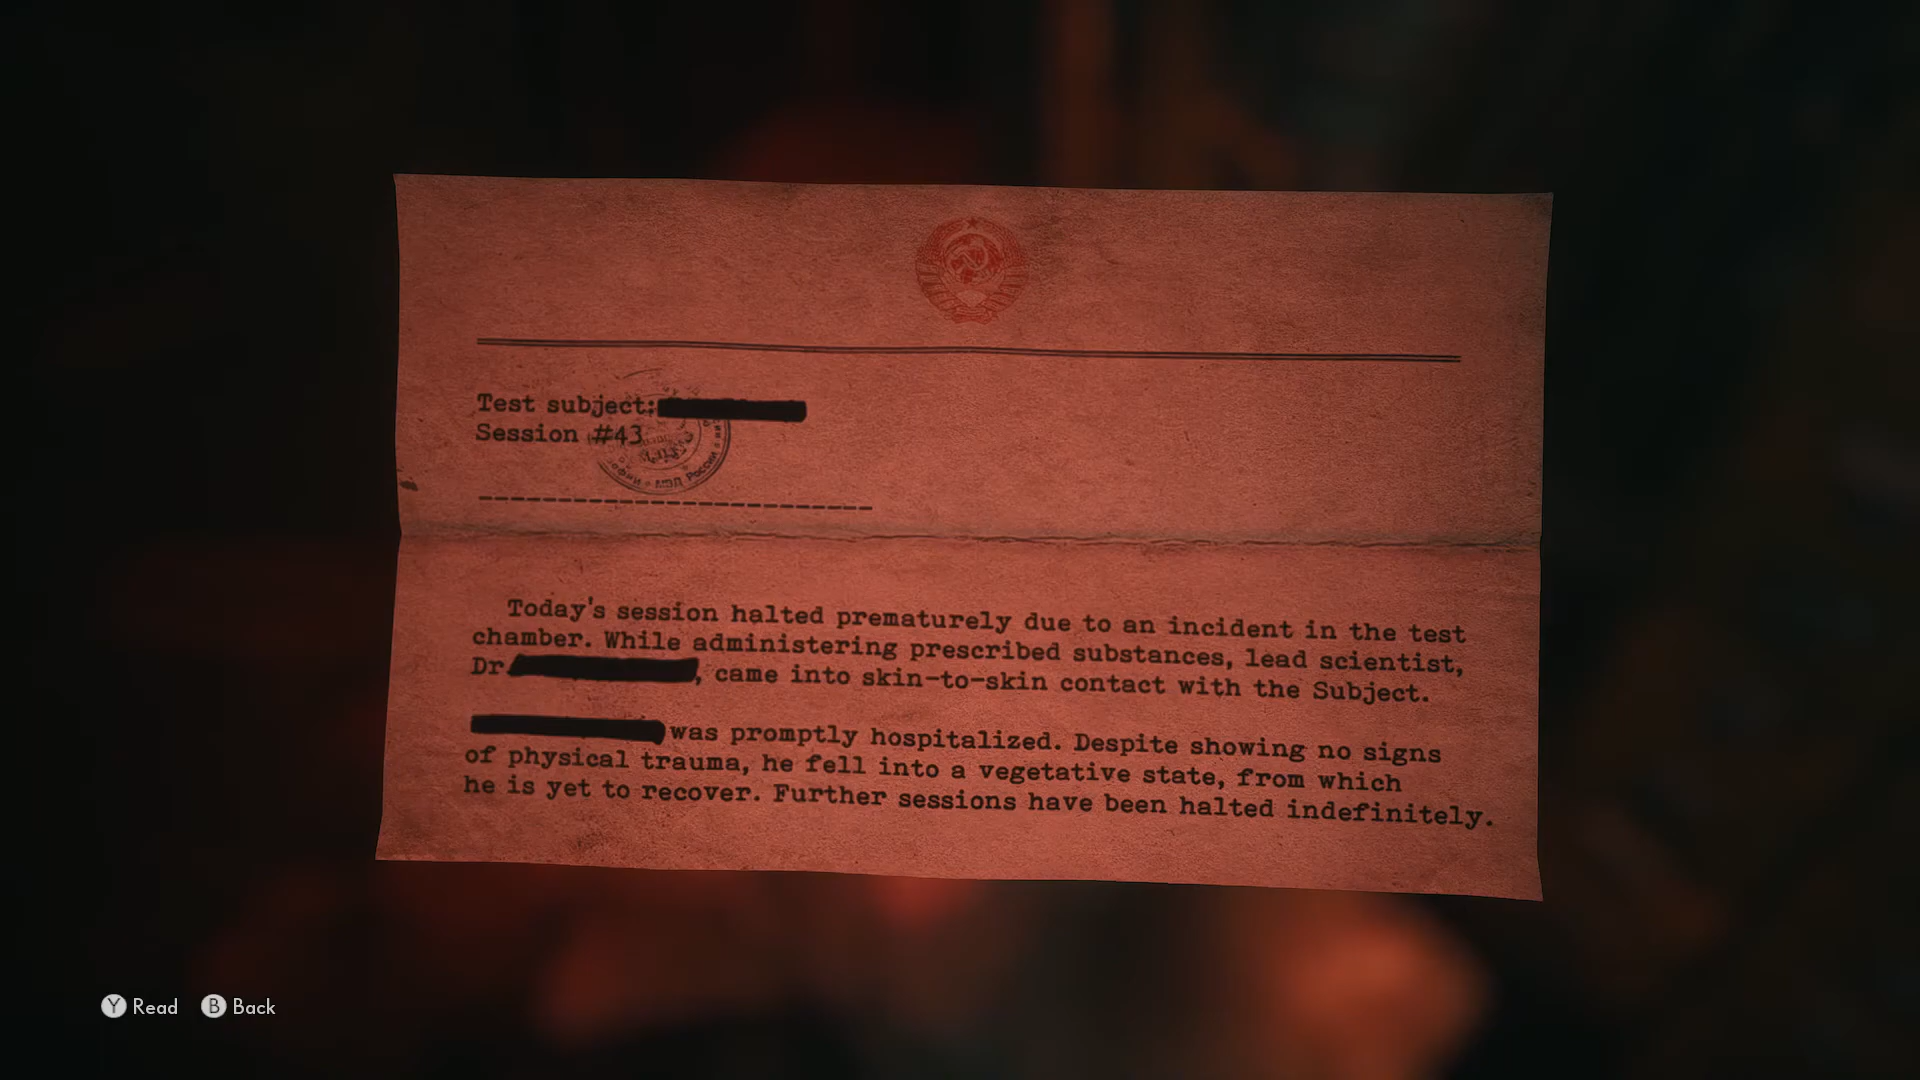 Test subject:
Session #43
МВД России
Today's session halted prematurely due to an incident in the test
chamber. While administering prescribed substances, lead scientist,
Dr , came into skin-to-skin contact with the Subject.
was promptly hospitalized. Despite showing no signs
of physical trauma, he fell into a vegetative state, from which
he is yet to recover. Further sessions have been halted indefinitely.
Y Read B Back